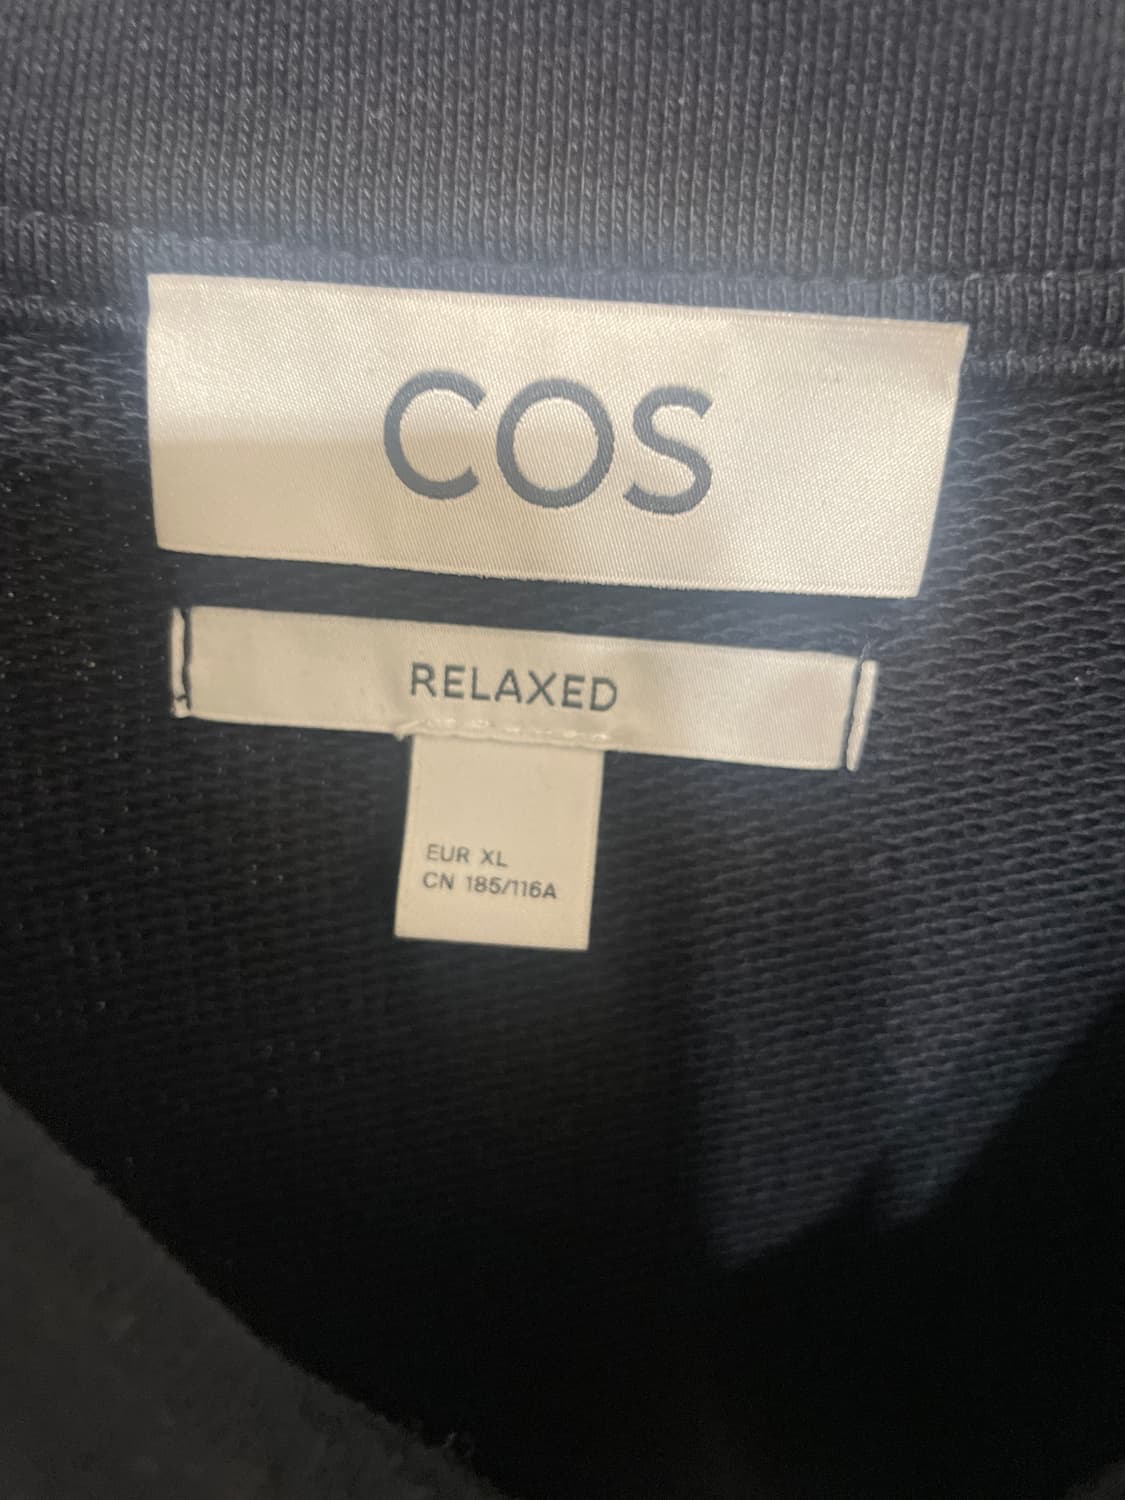 COS
RELAXED
EUR XL
CN 185/116A